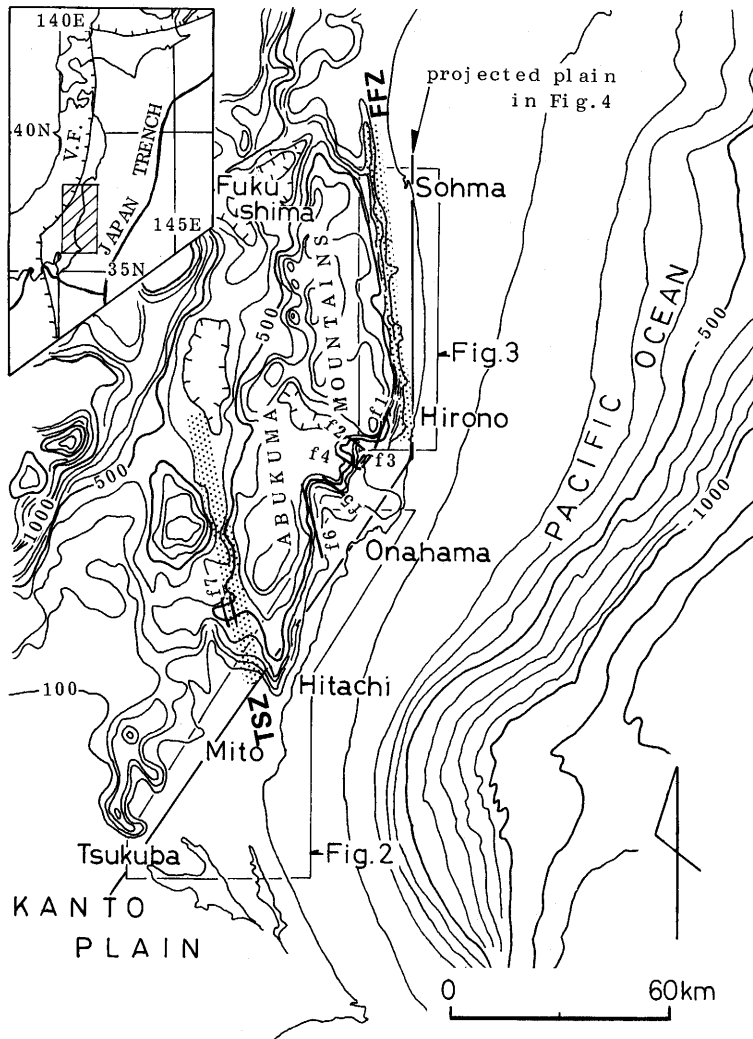 140E
40N
V.F.
JAPAN TRENCH
145E
35N
FFZ
projected plain
in Fig.4
Sohma
Fuku
shima
500
ABUKUMA
MOUNTAINS
PACIFIC OCEAN
-500
Fig.3
Hirono
f1
f2
f3
f4
f5
f6
f7
500
1000
-1000
Onahama
100
Hitachi
TSZ
Mito
Tsukuba
Fig.2
KANTO
PLAIN
0
60km